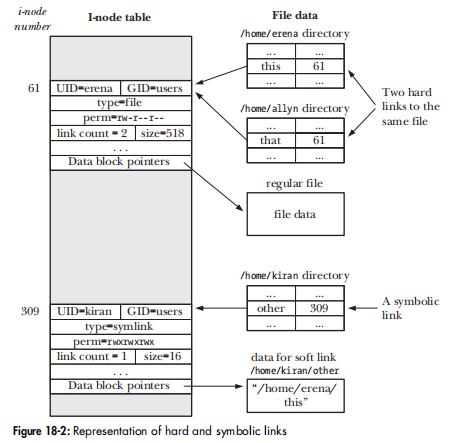 i-node
number
I-node table
File data
/home/erena directory
... ...
this 61
... ...
61
UID=erena GID=users
type=file
perm=rw-r--r--
link count = 2 size=518
...
Data block pointers
/home/allyn directory
... ...
that 61
... ...
Two hard
links to the
same file
regular file
file data
/home/kiran directory
... ...
other 309
... ...
A symbolic
link
309
UID=kiran GID=users
type=symlink
perm=rwxrwxrwx
link count = 1 size=16
...
Data block pointers
data for soft link
/home/kiran/other
“/home/erena/
this”
Figure 18-2: Representation of hard and symbolic links